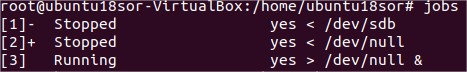 root@ubuntu18sor-VirtualBox:/home/ubuntu18sor# jobs
[1]-  Stopped                 yes < /dev/sdb
[2]+  Stopped                 yes < /dev/null
[3]   Running                 yes > /dev/null &